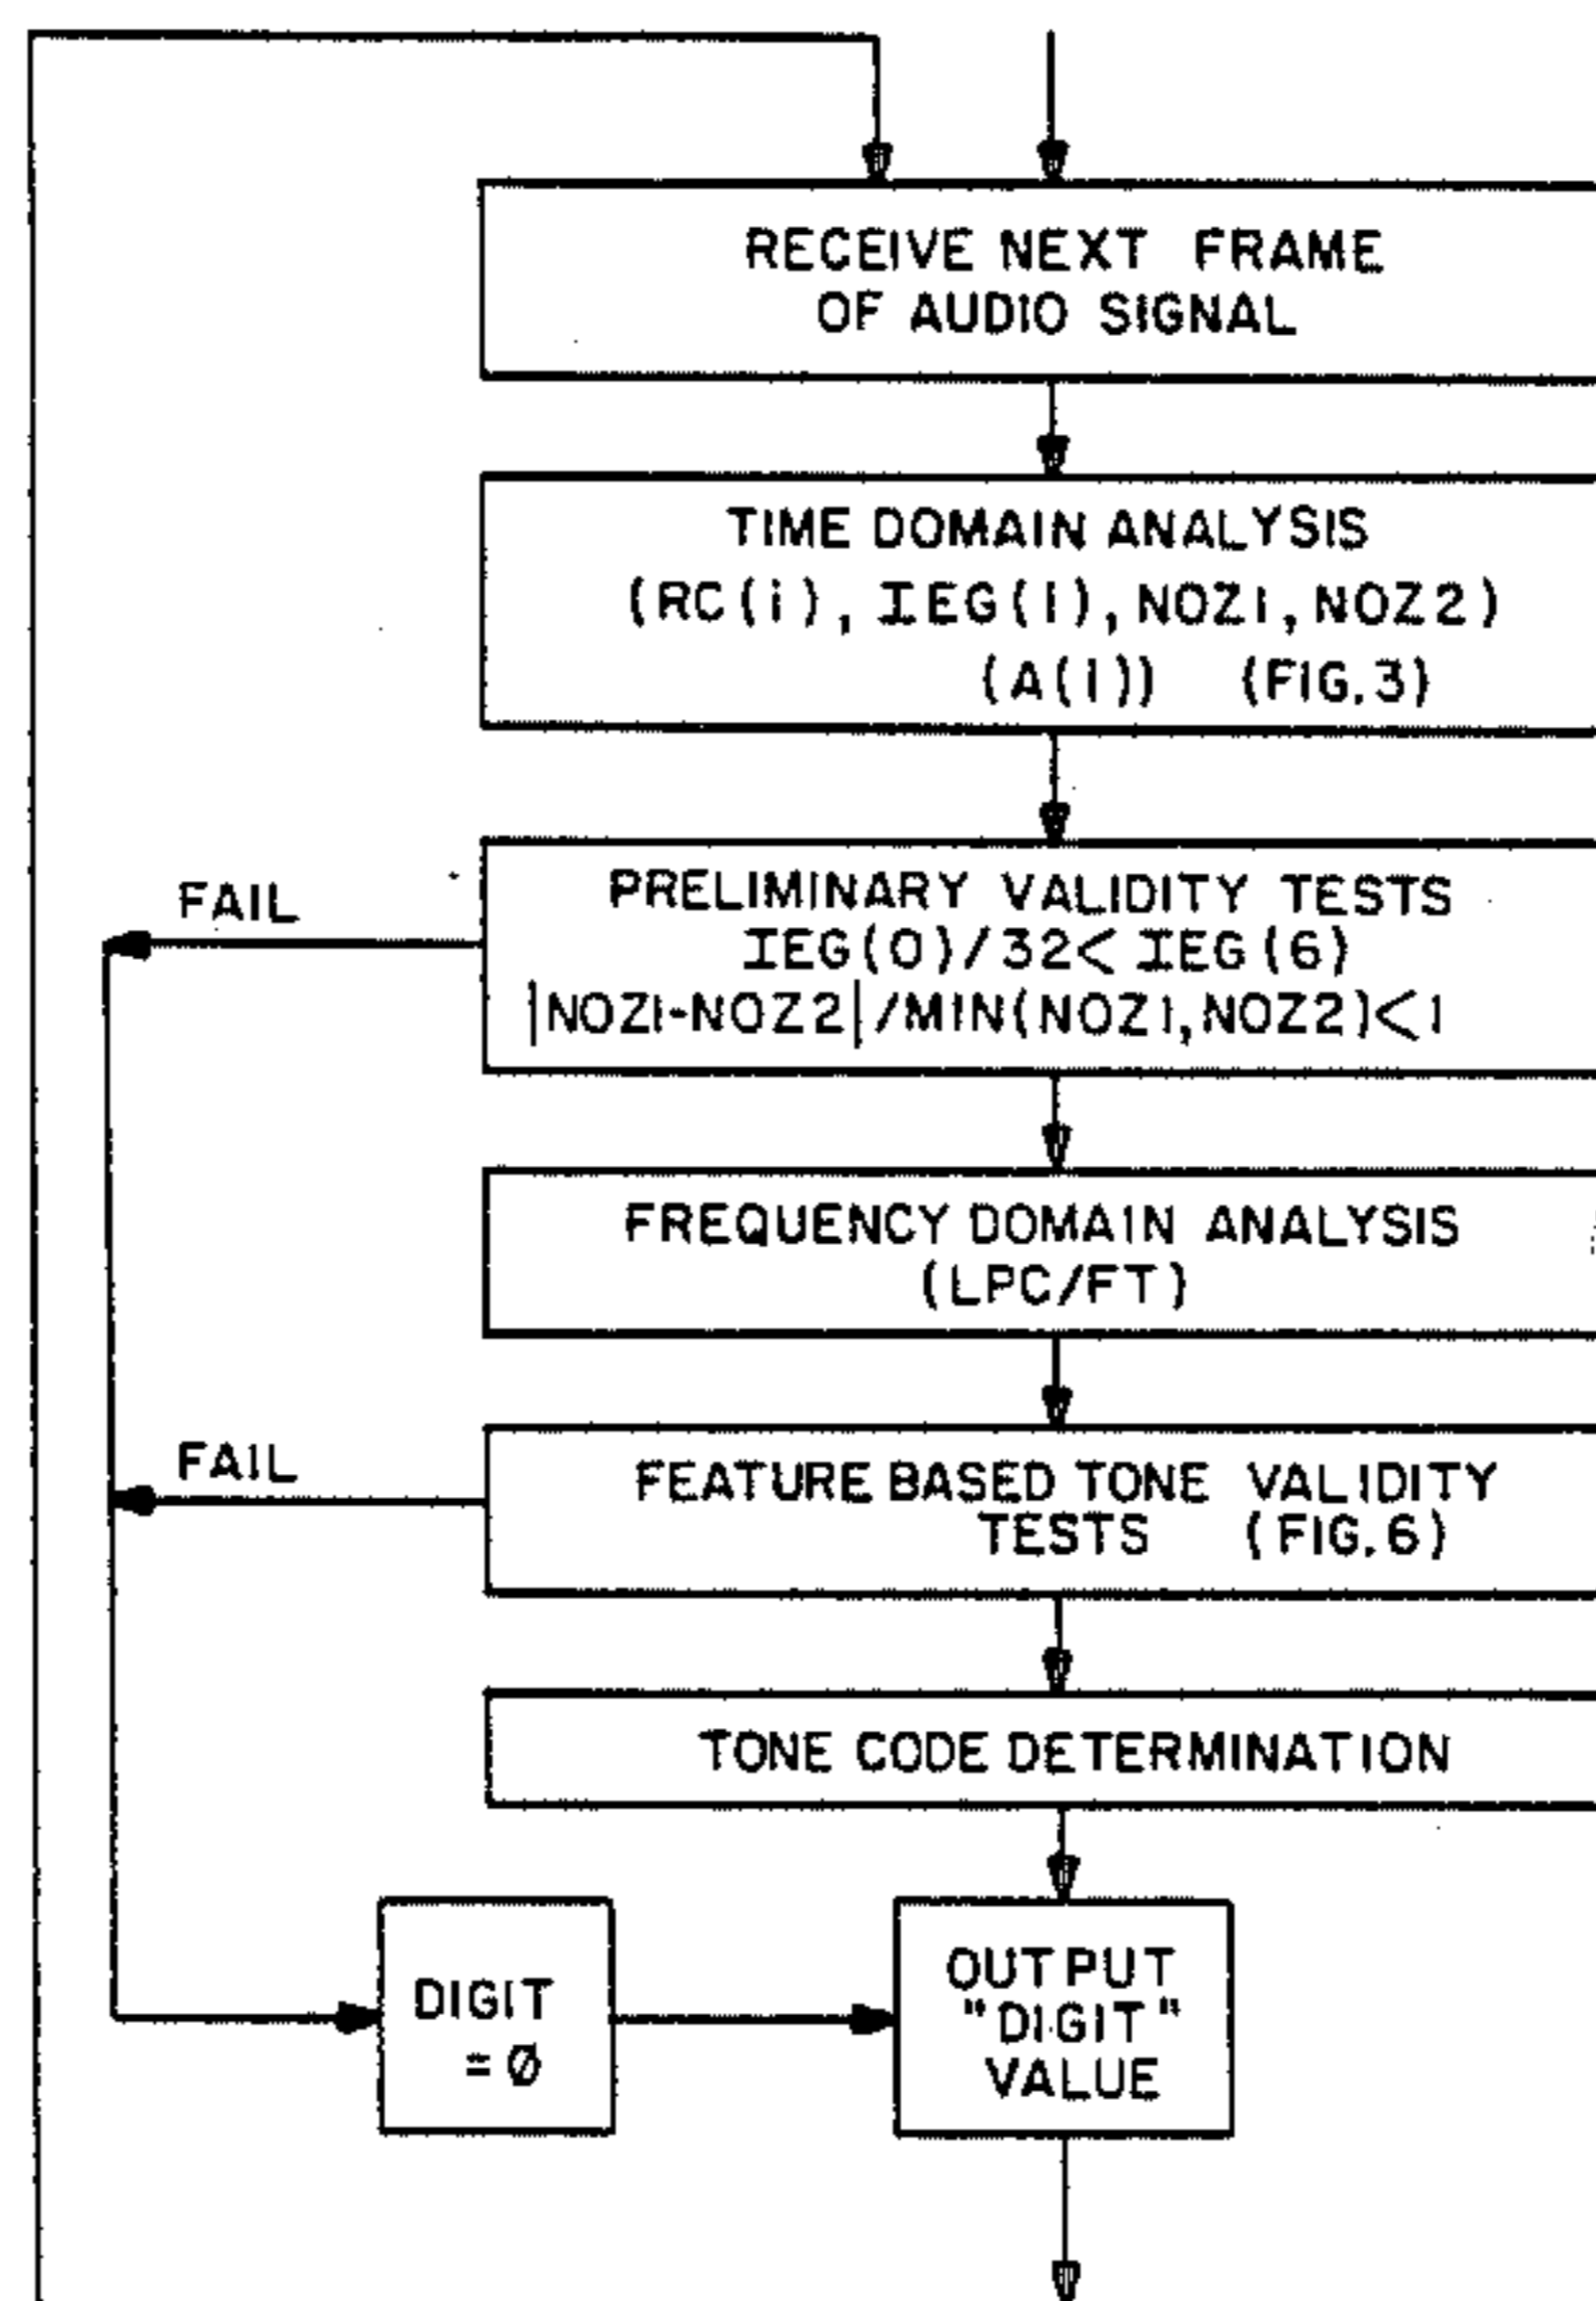 RECEIVE NEXT FRAME
OF AUDIO SIGNAL
TIME DOMAIN ANALYSIS
(RC(i), IEG(I), NOZ1, NOZ2)
(A(I)) (FIG.3)
FAIL
PRELIMINARY VALIDITY TESTS
IEG(0)/32< IEG(6)
|NOZ1-NOZ2|/MIN(NOZ1,NOZ2)<1
FREQUENCY DOMAIN ANALYSIS
(LPC/FT)
FAIL
FEATURE BASED TONE VALIDITY
TESTS (FIG.6)
TONE CODE DETERMINATION
DIGIT
=Ø
OUTPUT
"DIGIT"
VALUE